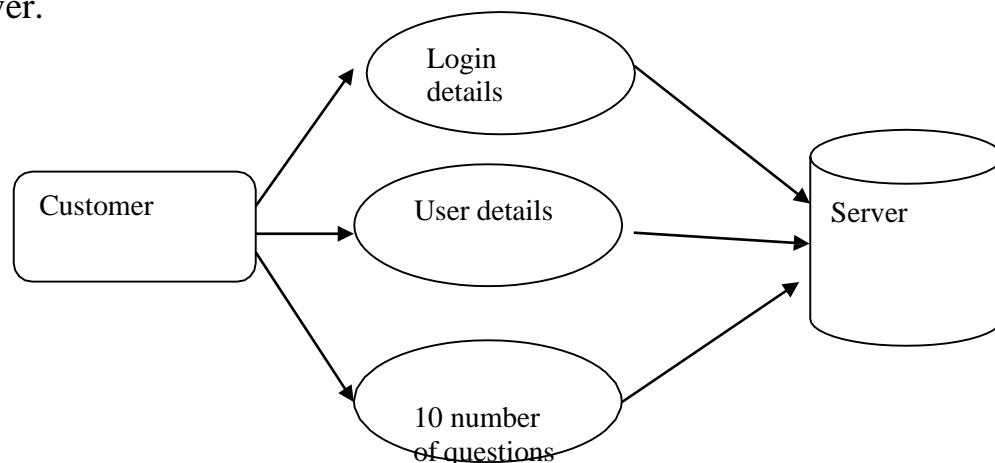 ver.
Login
details
Customer
User details
Server
10 number
of questions